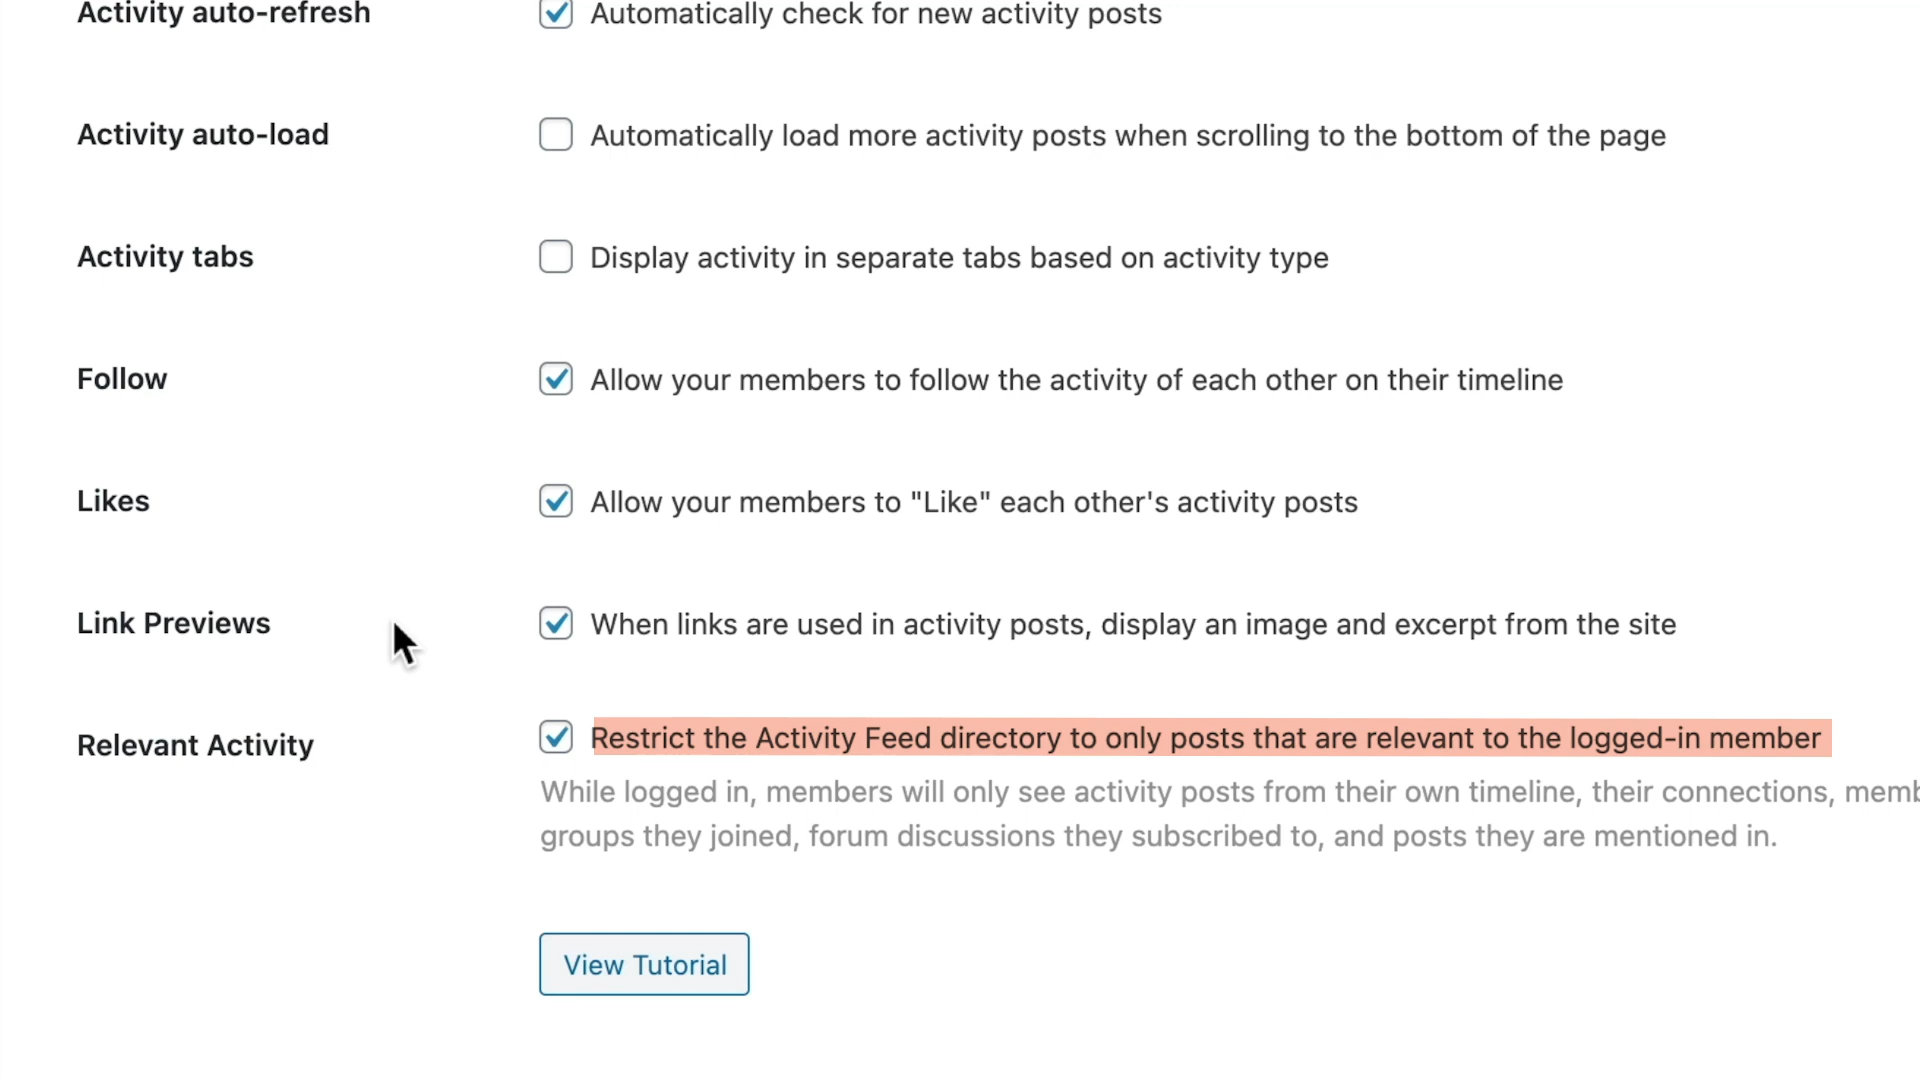 Activity auto-refresh
Automatically check for new activity posts
Activity auto-load
Automatically load more activity posts when scrolling to the bottom of the page
Activity tabs
Display activity in separate tabs based on activity type
Follow
Allow your members to follow the activity of each other on their timeline
Likes
Allow your members to "Like" each other's activity posts
Link Previews
When links are used in activity posts, display an image and excerpt from the site
Relevant Activity
Restrict the Activity Feed directory to only posts that are relevant to the logged-in member
While logged in, members will only see activity posts from their own timeline, their connections,
groups they joined, forum discussions they subscribed to, and posts they are mentioned in.
View Tutorial